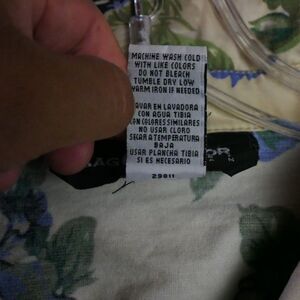 MACHINE WASH COLD
WITH LIKE COLORS
DO NOT BLEACH
TUMBLE DRY LOW
WARM IRON IF NEEDED
LAVAR EN LAVADORA
CON AGUA TIBIA
CON COLORES SIMILARES
NO USAR CLORO
SECAR A TEMPERATURA
BAJA
USAR PLANCHA TIBIA
SI ES NECESARIO
29011